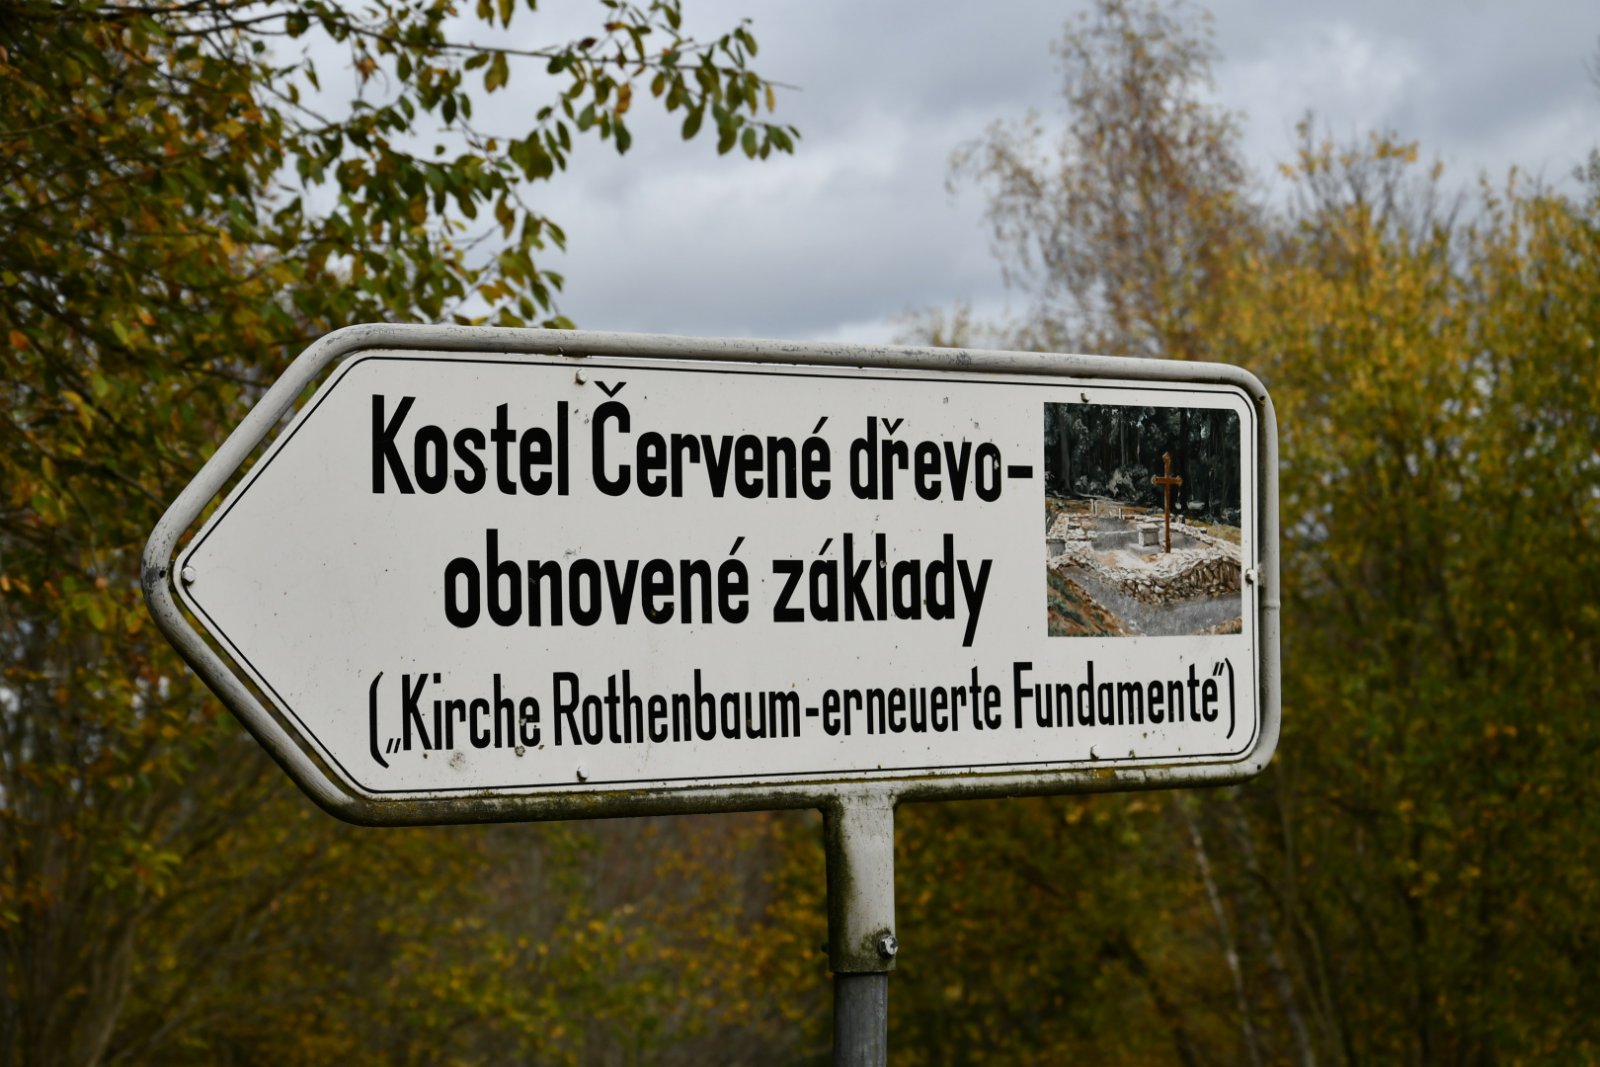 Kostel Červené dřevo-
obnovené základy
(„Kirche Rothenbaum-erneuerte Fundamente“)